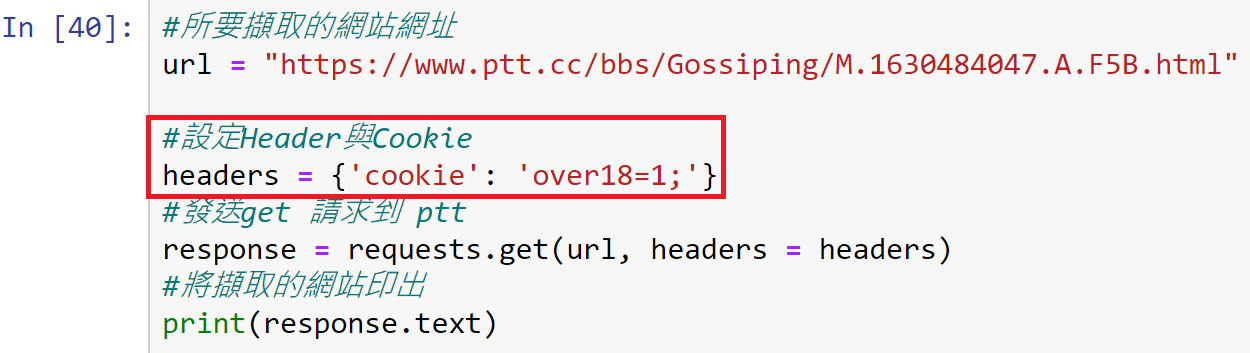 In [40]:
#所要擷取的網站網址
url = "https://www.ptt.cc/bbs/Gossiping/M.1630484047.A.F5B.html"
#設定Header與Cookie
headers = {'cookie': 'over18=1;'}
#發送get 請求到 ptt
response = requests.get(url, headers = headers)
#將擷取的網站印出
print(response.text)